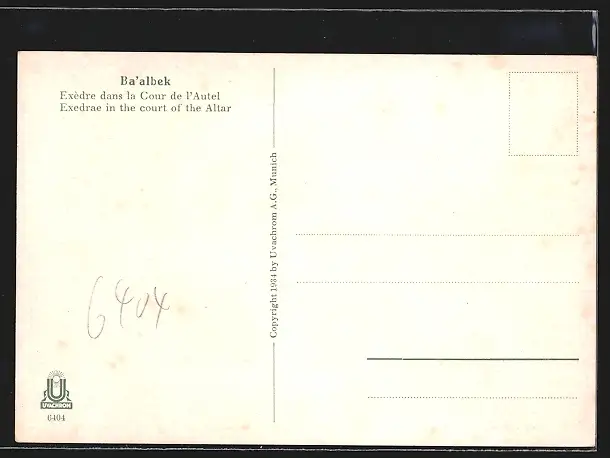 Ba'albek
Exèdre dans la Cour de l'Autel
Exedrae in the court of the Altar
Copyright 1934 by Uvachrom A.G., Munich
6404
U
UVACHROM
6404